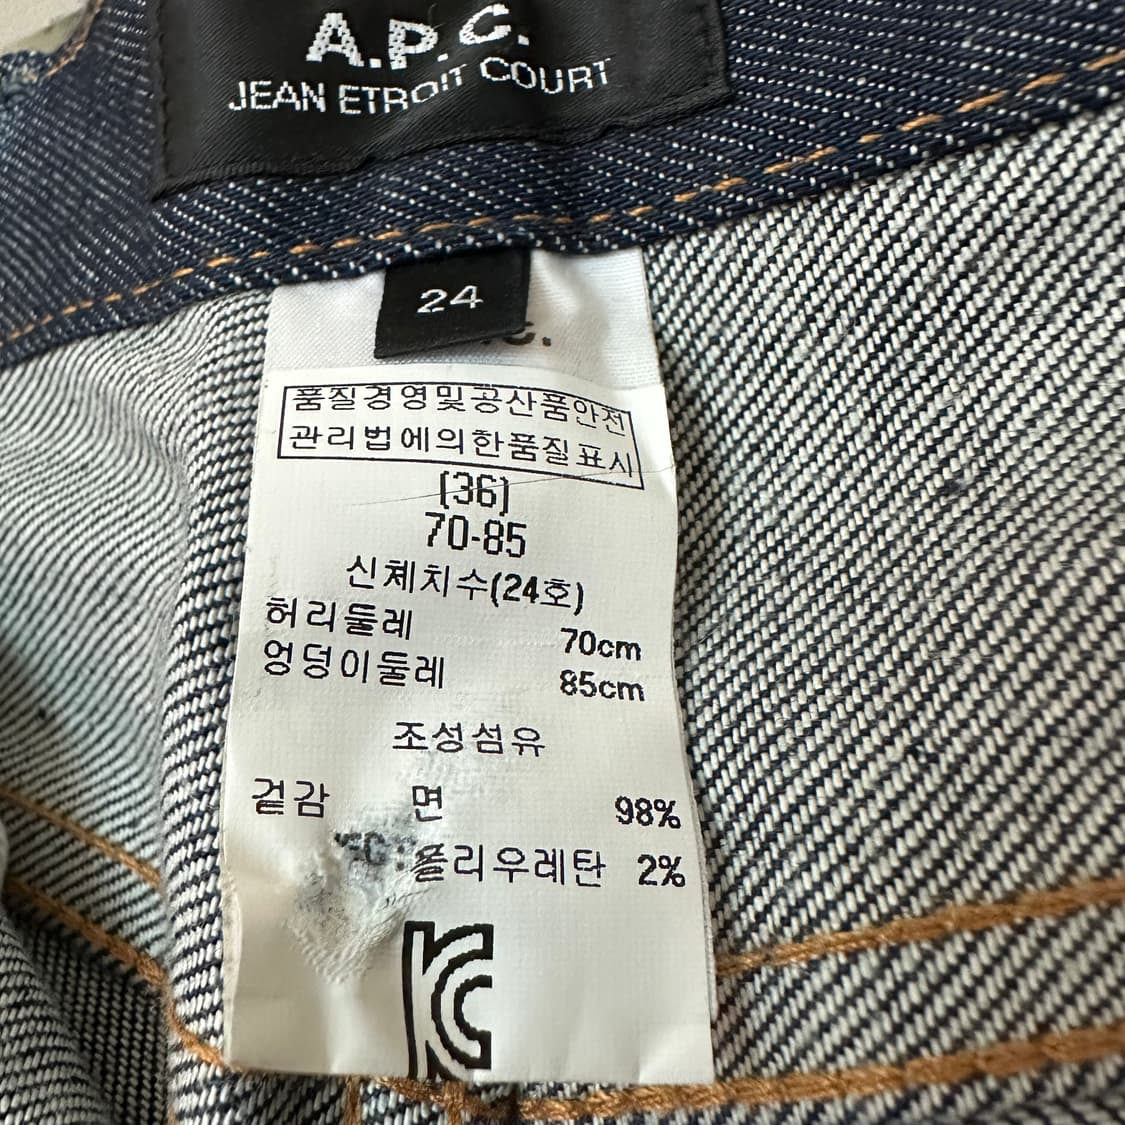 A.P.C.
JEAN ETROIT COURT
24
C.
품질경영및공산품안전
관리법에의한품질표시
(36)
70-85
신체치수(24호)
허리둘레 70cm
엉덩이둘레 85cm
조성섬유
겉감 면 98%
폴리우레탄 2%
KC